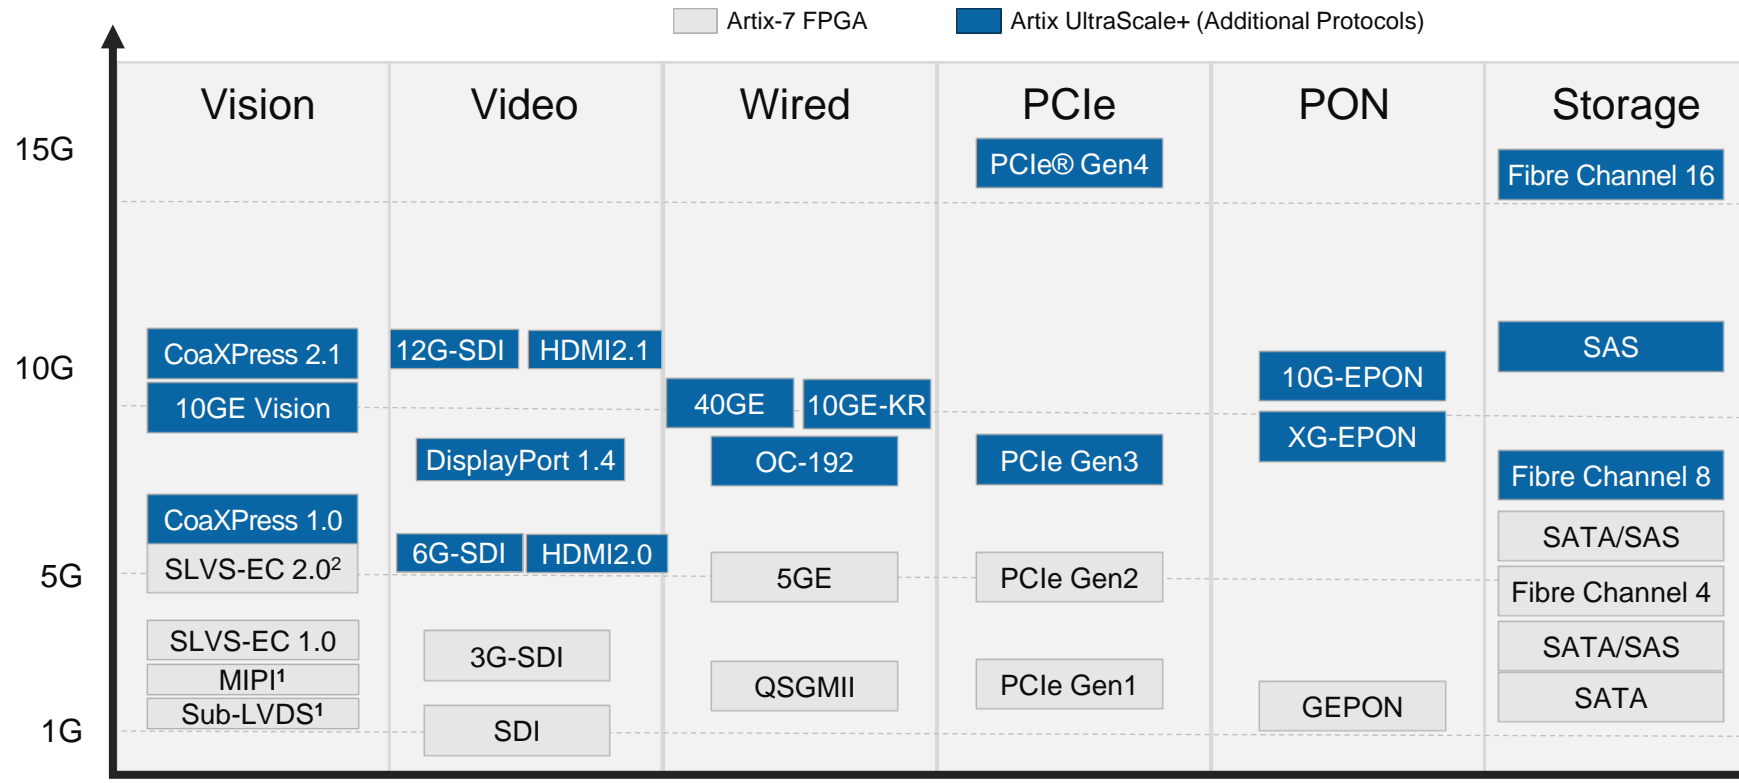 Artix-7 FPGA
Artix UltraScale+ (Additional Protocols)
Vision
Video
Wired
PCIe
PON
Storage
15G
PCIe® Gen4
Fibre Channel 16
10G
CoaXPress 2.1
12G-SDI
HDMI2.1
SAS
10GE Vision
40GE
10GE-KR
10G-EPON
XG-EPON
DisplayPort 1.4
OC-192
PCIe Gen3
Fibre Channel 8
CoaXPress 1.0
SATA/SAS
5G
SLVS-EC 2.0²
6G-SDI
HDMI2.0
5GE
PCIe Gen2
Fibre Channel 4
SLVS-EC 1.0
3G-SDI
SATA/SAS
MIPI¹
QSGMII
PCIe Gen1
SATA
Sub-LVDS¹
GEPON
1G
SDI